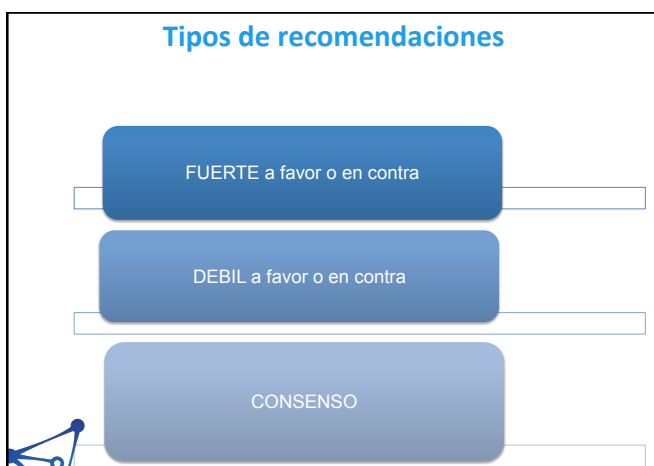 Tipos de recomendaciones
FUERTE a favor o en contra
DEBIL a favor o en contra
CONSENSO